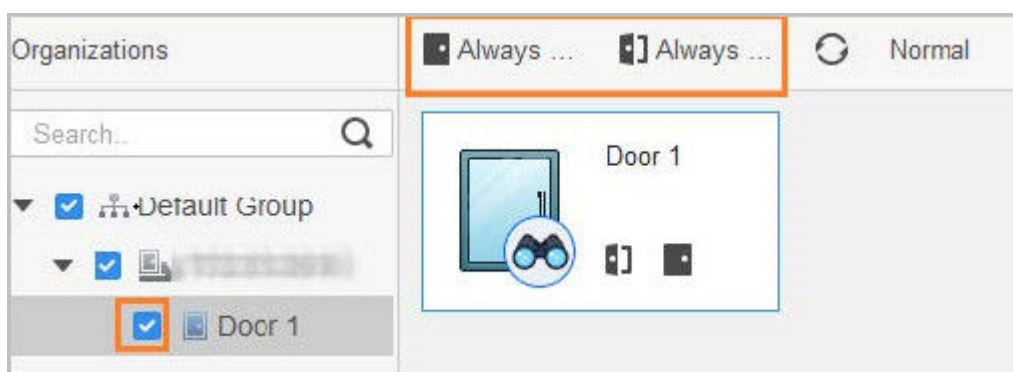 Organizations
Always ...
Always ...
Normal
Search..
Default Group
Door 1
Door 1